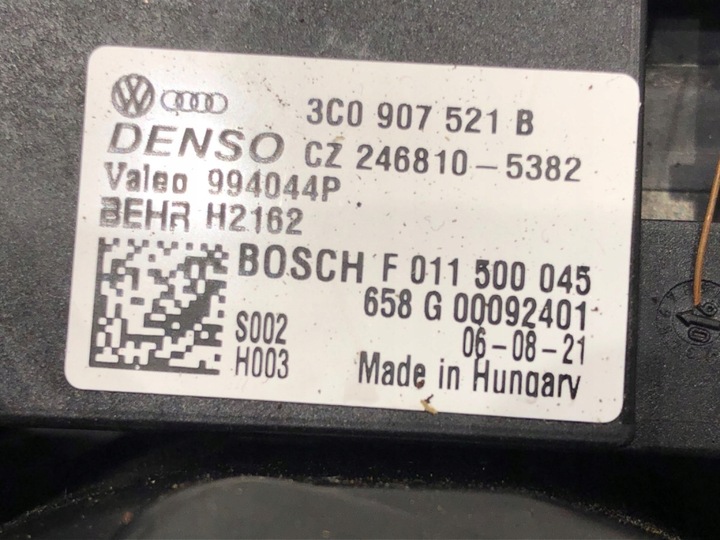 3C0 907 521 B
DENSO CZ 246810-5382
Valeo 994044P
BEHR H2162
BOSCH F 011 500 045
658 G 00092401
S002 06-08-21
H003 Made in Hungary